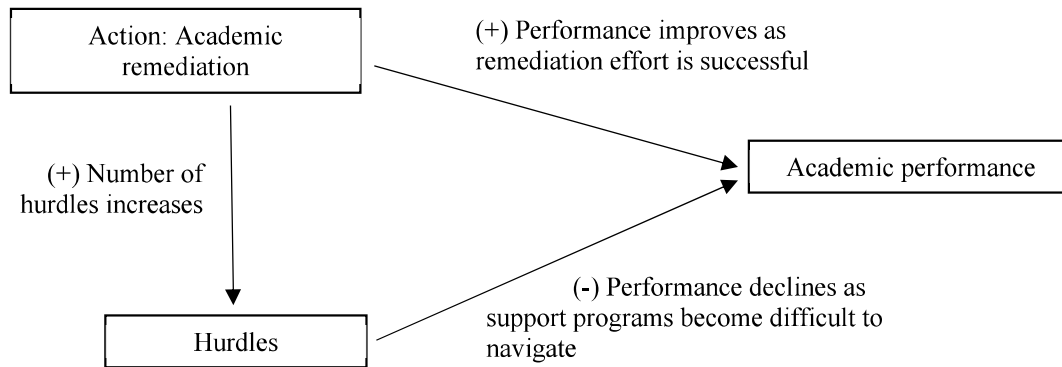 Action: Academic
remediation
(+) Performance improves as
remediation effort is successful
(+) Number of
hurdles increases
Academic performance
(-) Performance declines as
support programs become difficult to
navigate
Hurdles